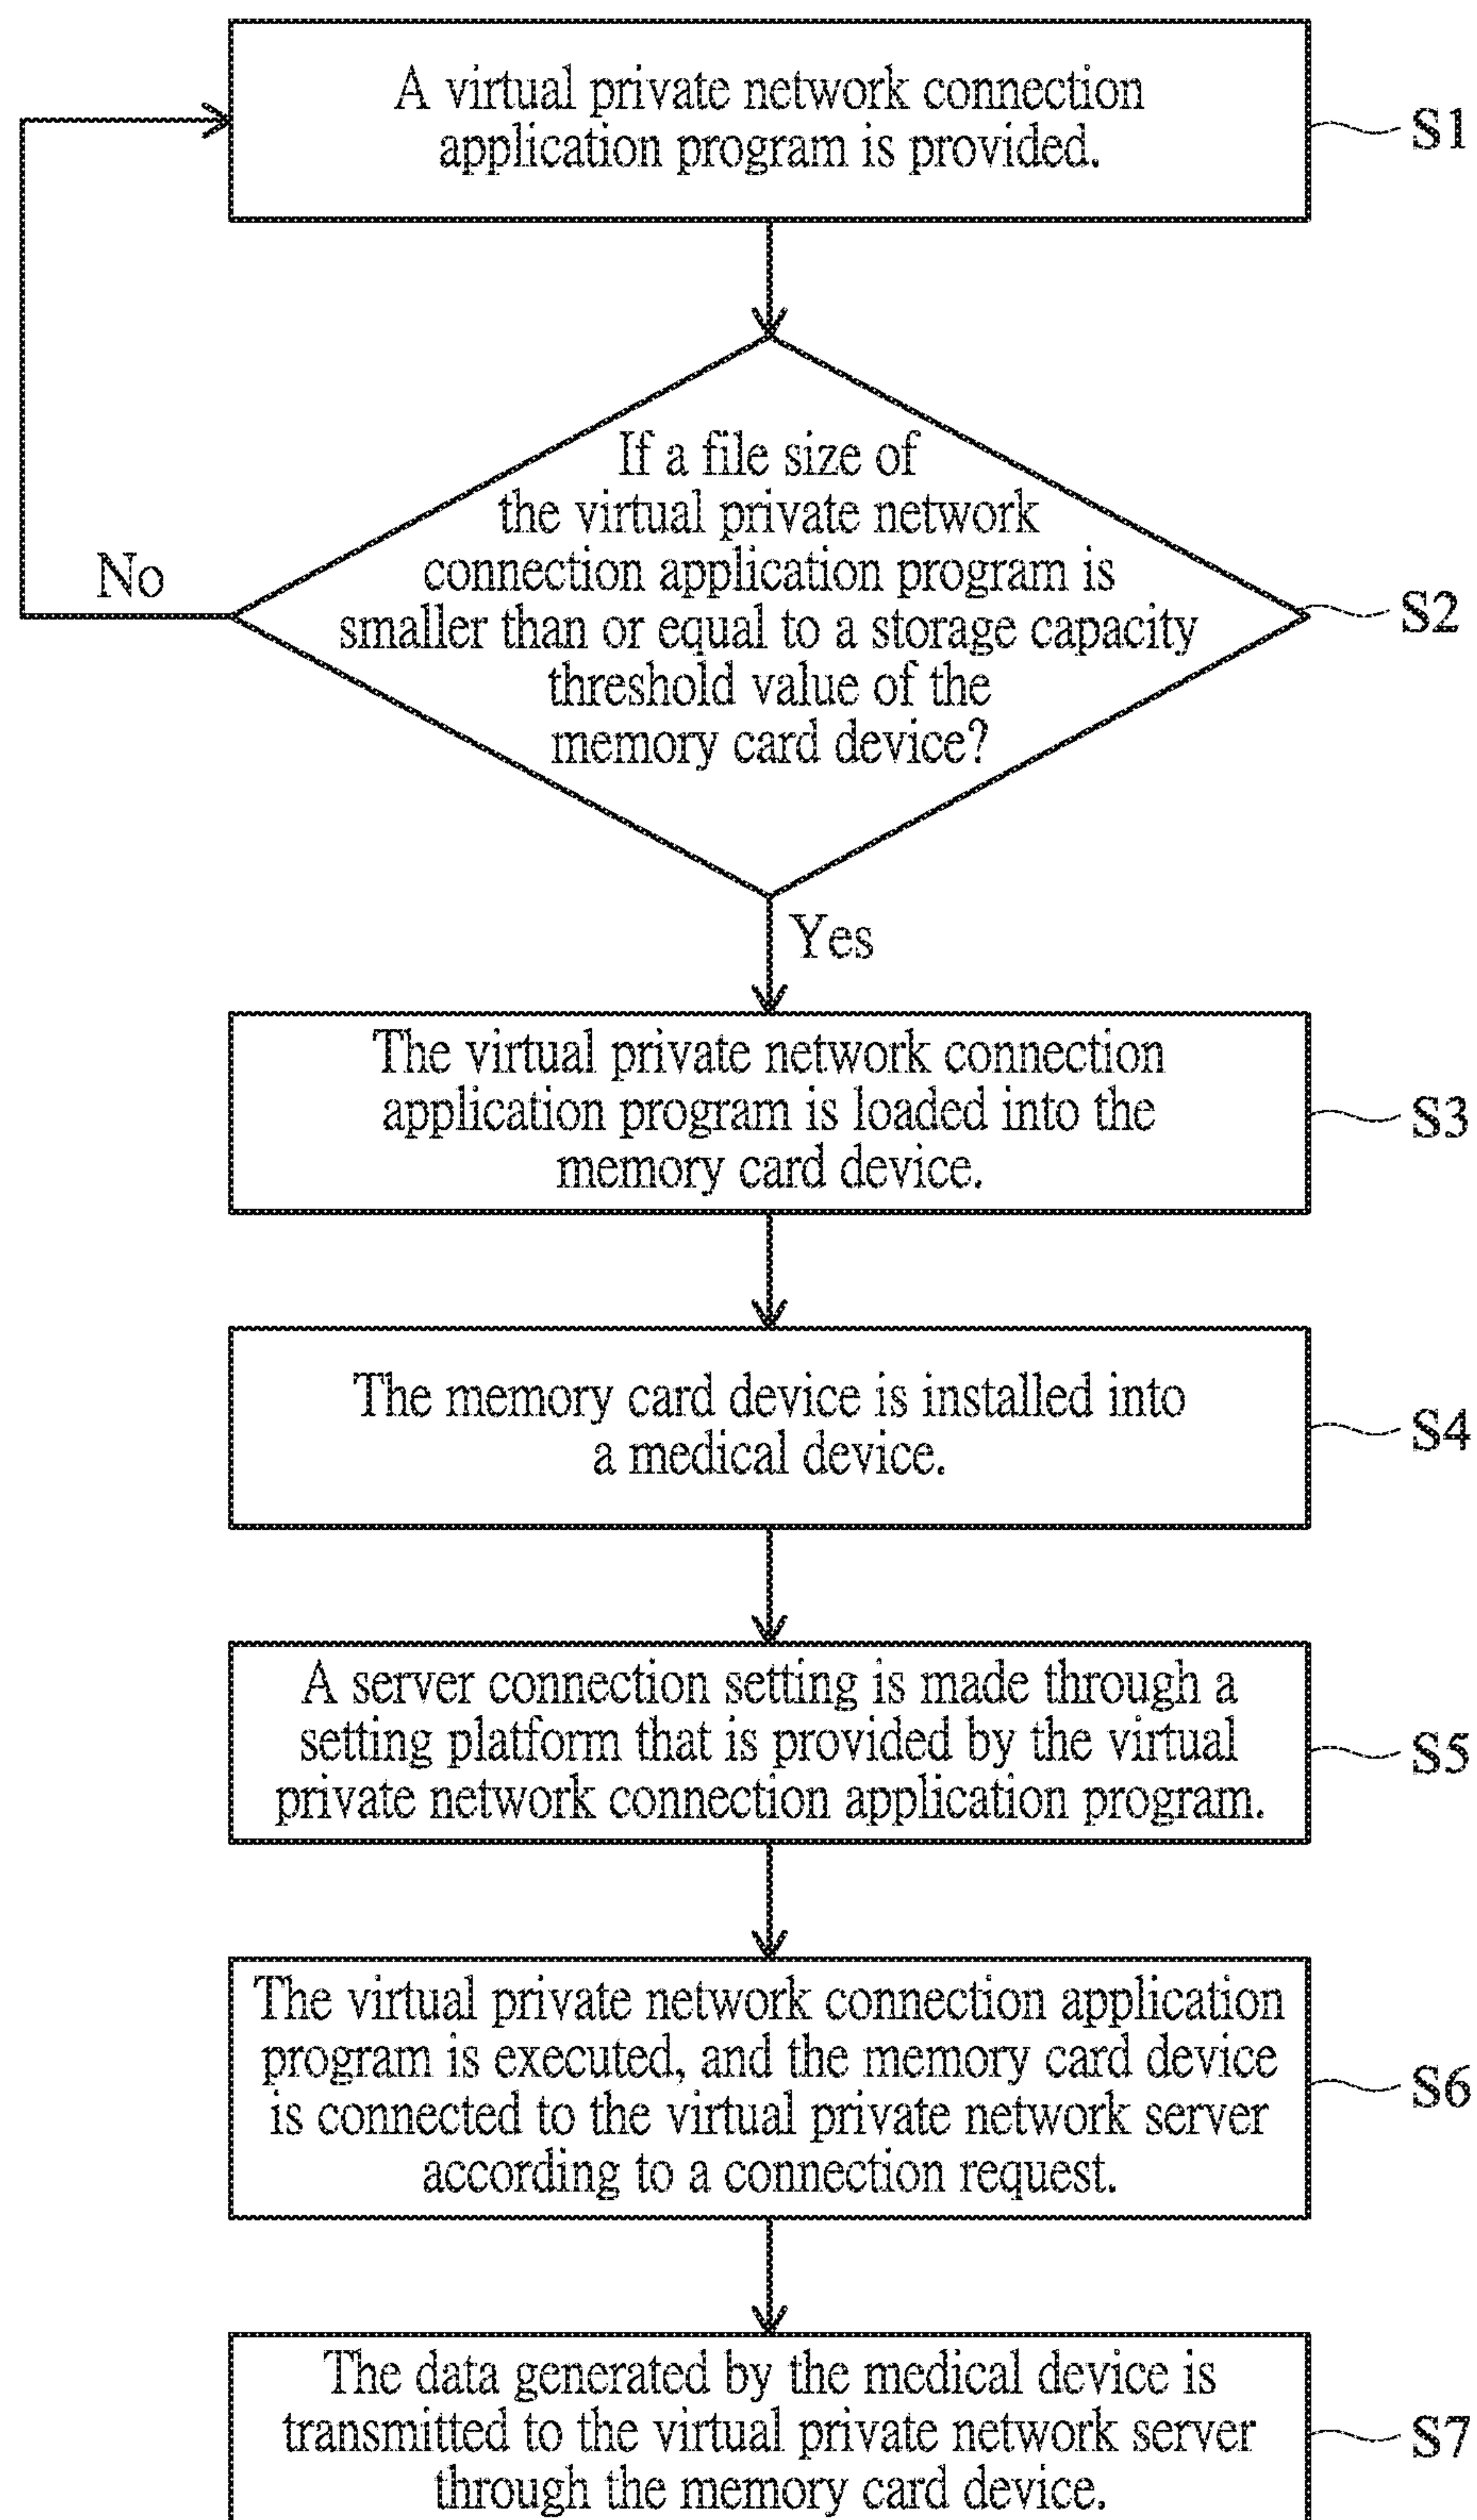 A virtual private network connection
application program is provided.
S1
If a file size of
the virtual private network
connection application program is
smaller than or equal to a storage capacity
threshold value of the
memory card device?
S2
No
Yes
The virtual private network connection
application program is loaded into the
memory card device.
S3
The memory card device is installed into
a medical device.
S4
A server connection setting is made through a
setting platform that is provided by the virtual
private network connection application program.
S5
The virtual private network connection application
program is executed, and the memory card device
is connected to the virtual private network server
according to a connection request.
S6
The data generated by the medical device is
transmitted to the virtual private network server
through the memory card device.
S7